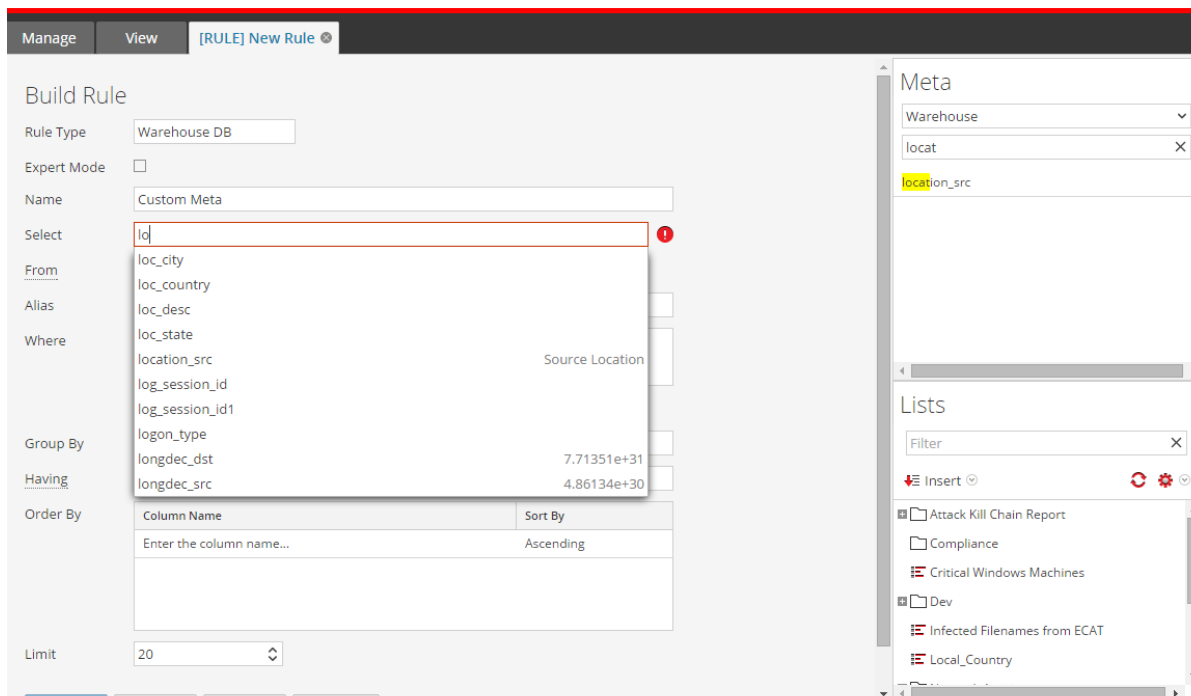 Manage View [RULE] New Rule
Build Rule
Rule Type Warehouse DB
Expert Mode
Name Custom Meta
Select lo
From
Alias
Where
loc_city
loc_country
loc_desc
loc_state
location_src Source Location
log_session_id
log_session_id1
logon_type
longdec_dst 7.71351e+31
longdec_src 4.86134e+30
Group By
Having
Order By
Column Name Sort By
Enter the column name... Ascending
Limit 20
Meta
Warehouse
locat
location_src
Lists
Filter
Insert
Attack Kill Chain Report
Compliance
Critical Windows Machines
Dev
Infected Filenames from ECAT
Local_Country